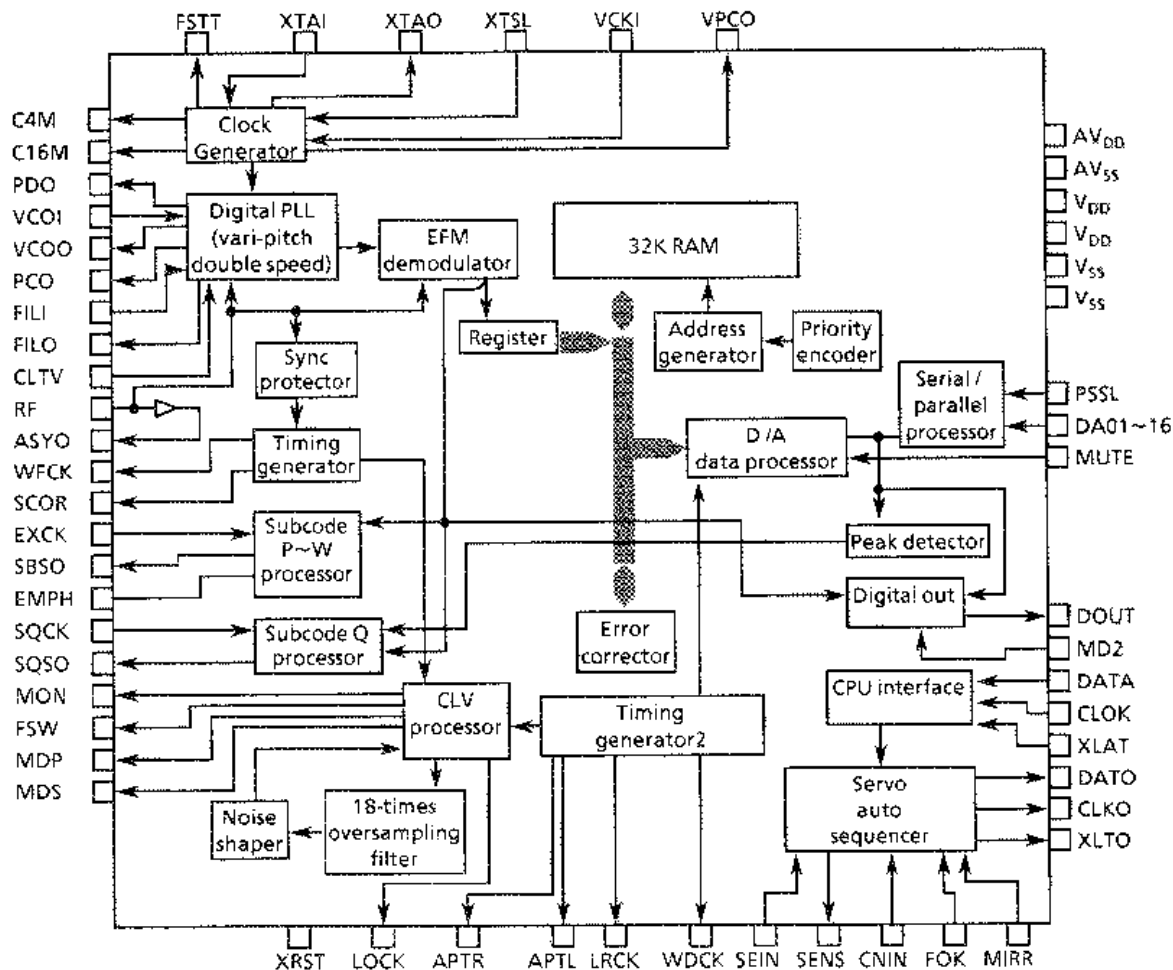 FSTT XTAI XTAO XTSL VCKI VPCO
C4M
C16M
PDO
VCOI
VCOO
PCO
FILI
FILO
CLTV
RF
ASYO
WFCK
SCOR
EXCK
SBSO
EMPH
SQCK
SQSO
MON
FSW
MDP
MDS
Clock
Generator
Digital PLL
(vari-pitch
double speed)
EFM
demodulator
32K RAM
Register
Address
generator
Priority
encoder
Sync
protector
Serial /
parallel
processor
Timing
generator
D/A
data processor
Subcode
P~W
processor
Peak detector
Digital out
Subcode Q
processor
Error
corrector
CPU interface
CLV
processor
Timing
generator2
Servo
auto
sequencer
Noise
shaper
18-times
oversampling
filter
AVDD
AVSS
VDD
VDD
VSS
VSS
PSSL
DA01~16
MUTE
DOUT
MD2
DATA
CLOK
XLAT
DATO
CLKO
XLTO
XRST LOCK APTR APTL LRCK WDCK SEIN SENS CNIN FOK MIRR